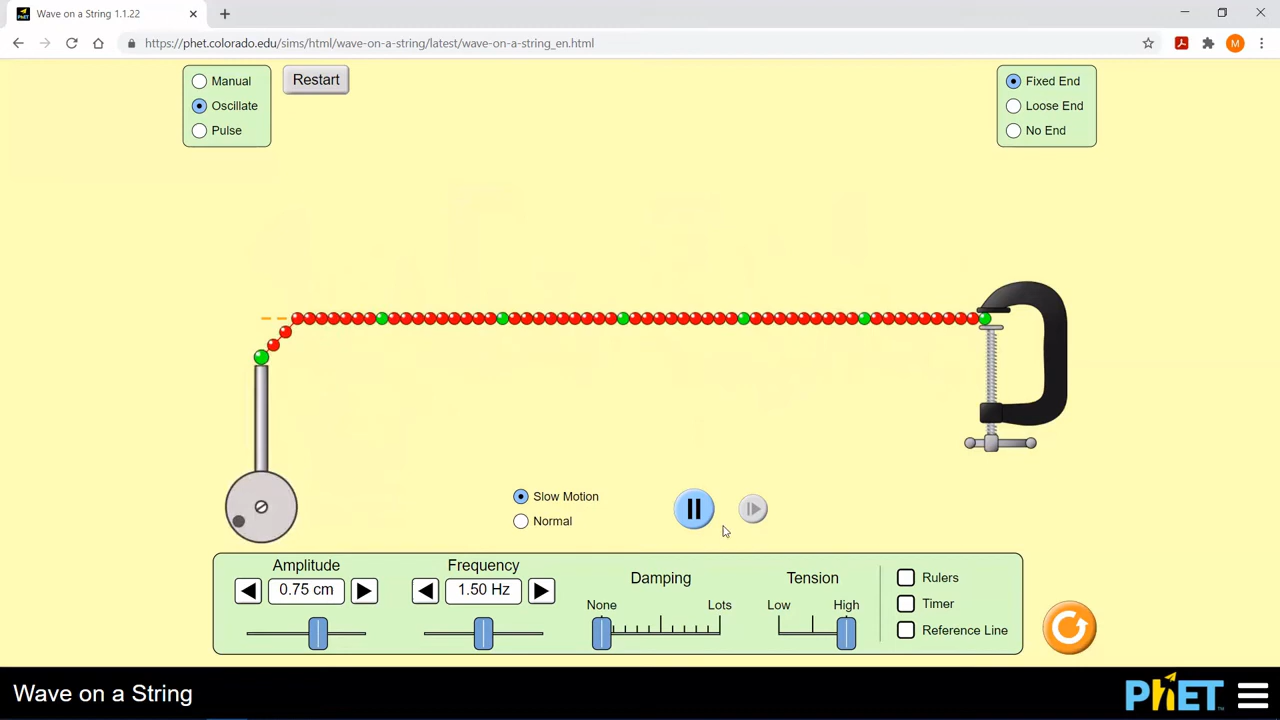 Wave on a String 1.1.22
https://phet.colorado.edu/sims/html/wave-on-a-string/latest/wave-on-a-string_en.html
M
Manual
Oscillate
Pulse
Restart
Fixed End
Loose End
No End
Slow Motion
Normal
Amplitude
0.75 cm
Frequency
1.50 Hz
Damping
None
Lots
Tension
Low
High
Rulers
Timer
Reference Line
Wave on a String
PhET